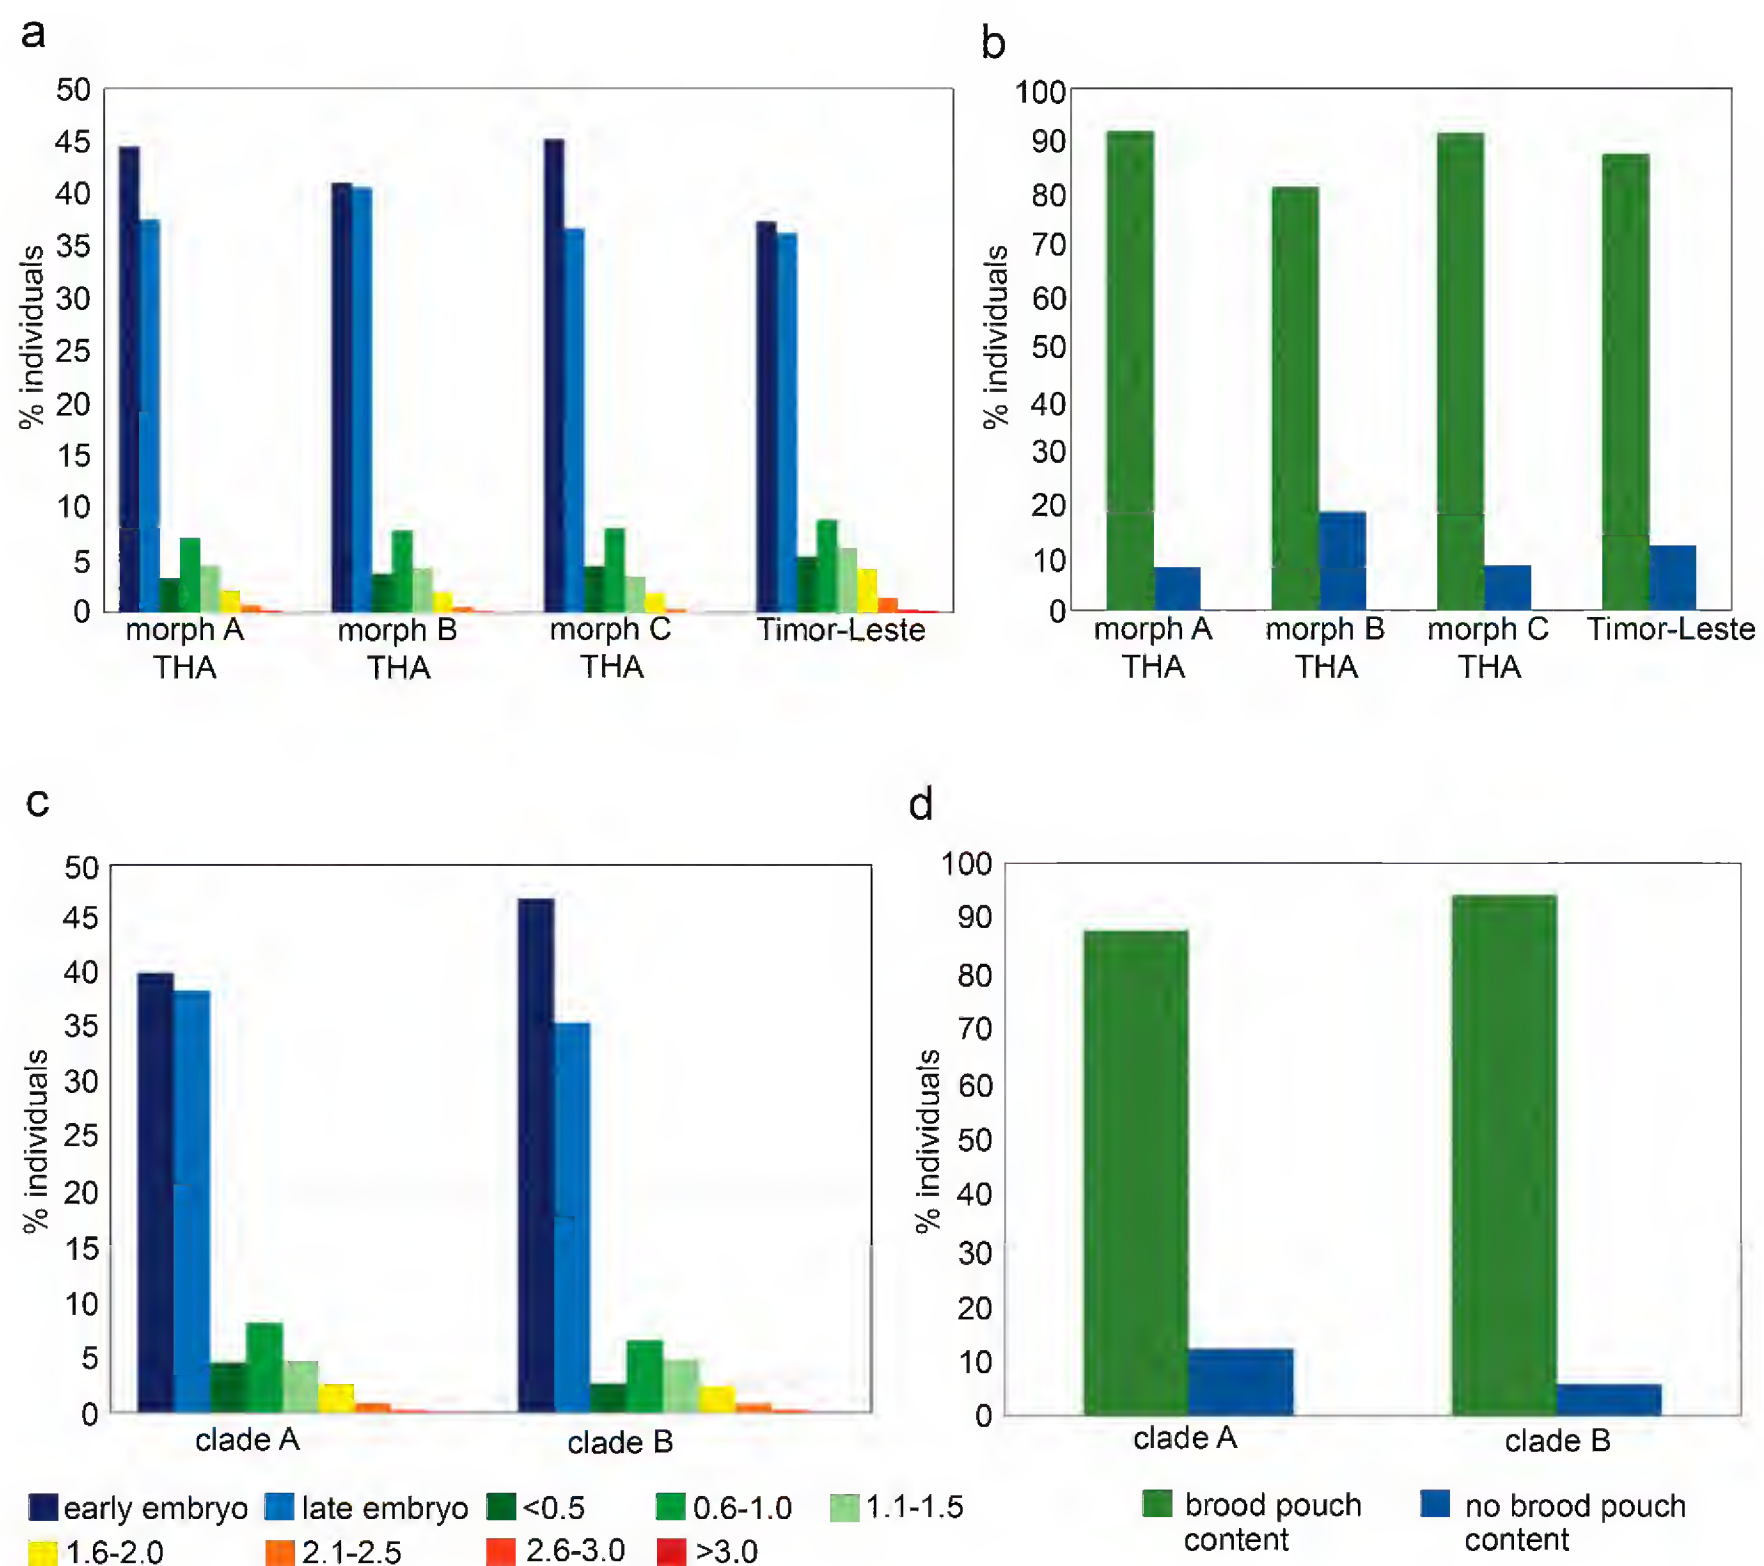 a
50
45
40
35
30
25
20
15
10
5
0
% individuals
morph A
THA
morph B
THA
morph C
THA
Timor-Leste
b
100
90
80
70
60
50
40
30
20
10
0
% individuals
morph A
THA
morph B
THA
morph C
THA
Timor-Leste
c
50
45
40
35
30
25
20
15
10
5
0
% individuals
clade A
clade B
d
100
90
80
70
60
50
40
30
20
10
0
% individuals
clade A
clade B
early embryo
late embryo
<0.5
0.6-1.0
1.1-1.5
1.6-2.0
2.1-2.5
2.6-3.0
>3.0
brood pouch
content
no brood pouch
content